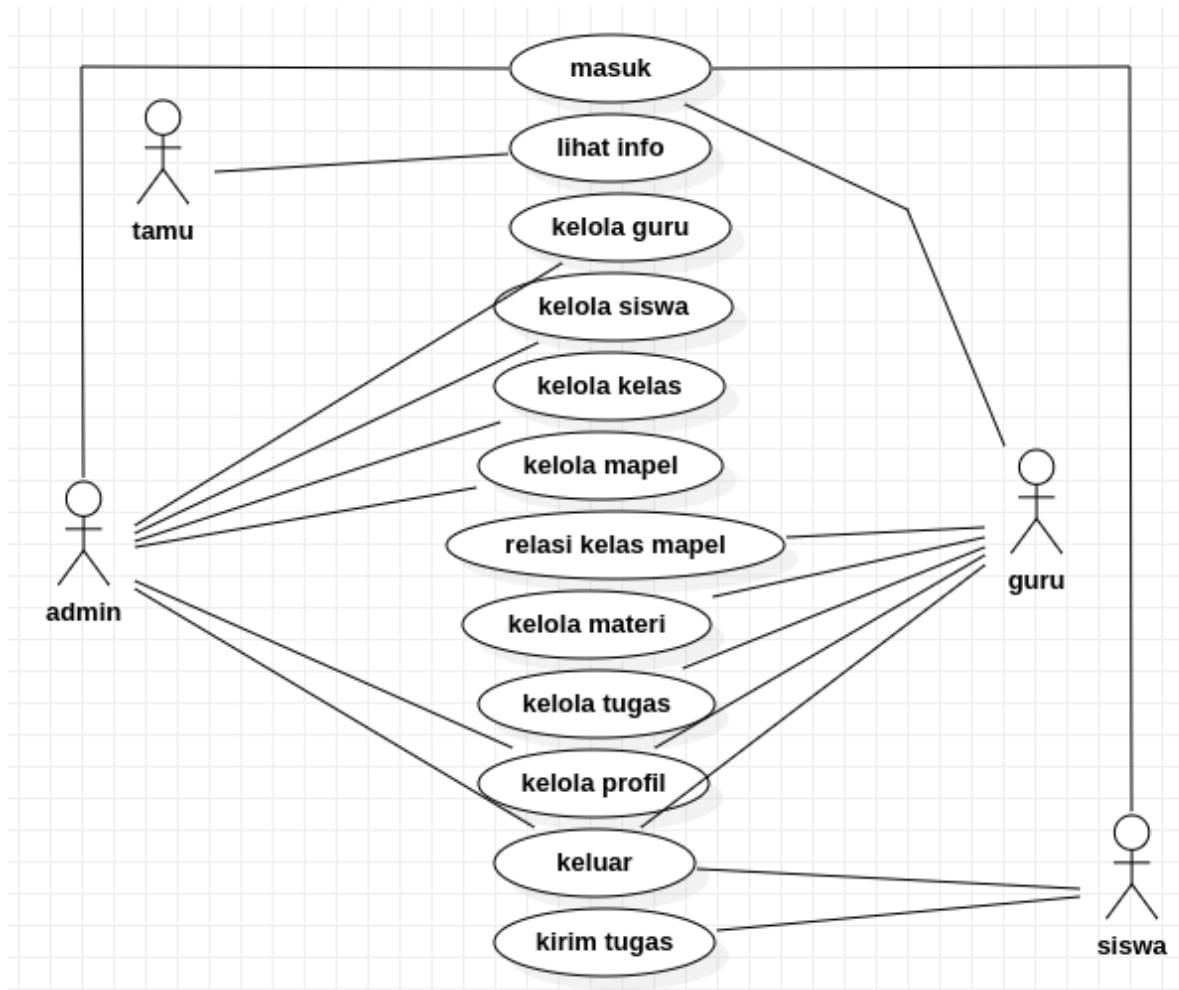 masuk
lihat info
tamu
kelola guru
kelola siswa
kelola kelas
kelola mapel
relasi kelas mapel
guru
admin
kelola materi
kelola tugas
kelola profil
keluar
kirim tugas
siswa